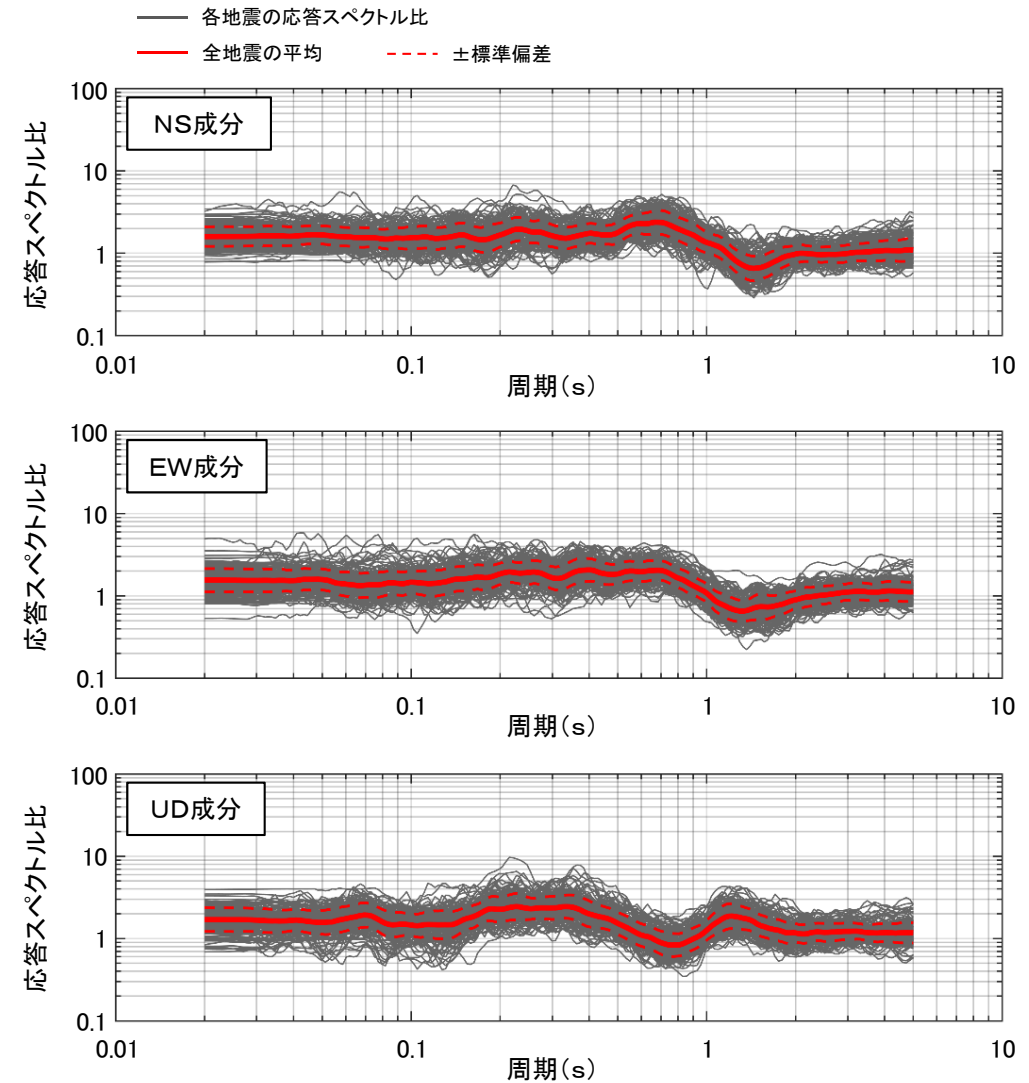 各地震の応答スペクトル比
全地震の平均 ±標準偏差
NS成分
応答スペクトル比
100
10
1
0.1
0.01 0.1 1 10
周期(s)
EW成分
応答スペクトル比
100
10
1
0.1
0.01 0.1 1 10
周期(s)
UD成分
応答スペクトル比
100
10
1
0.1
0.01 0.1 1 10
周期(s)